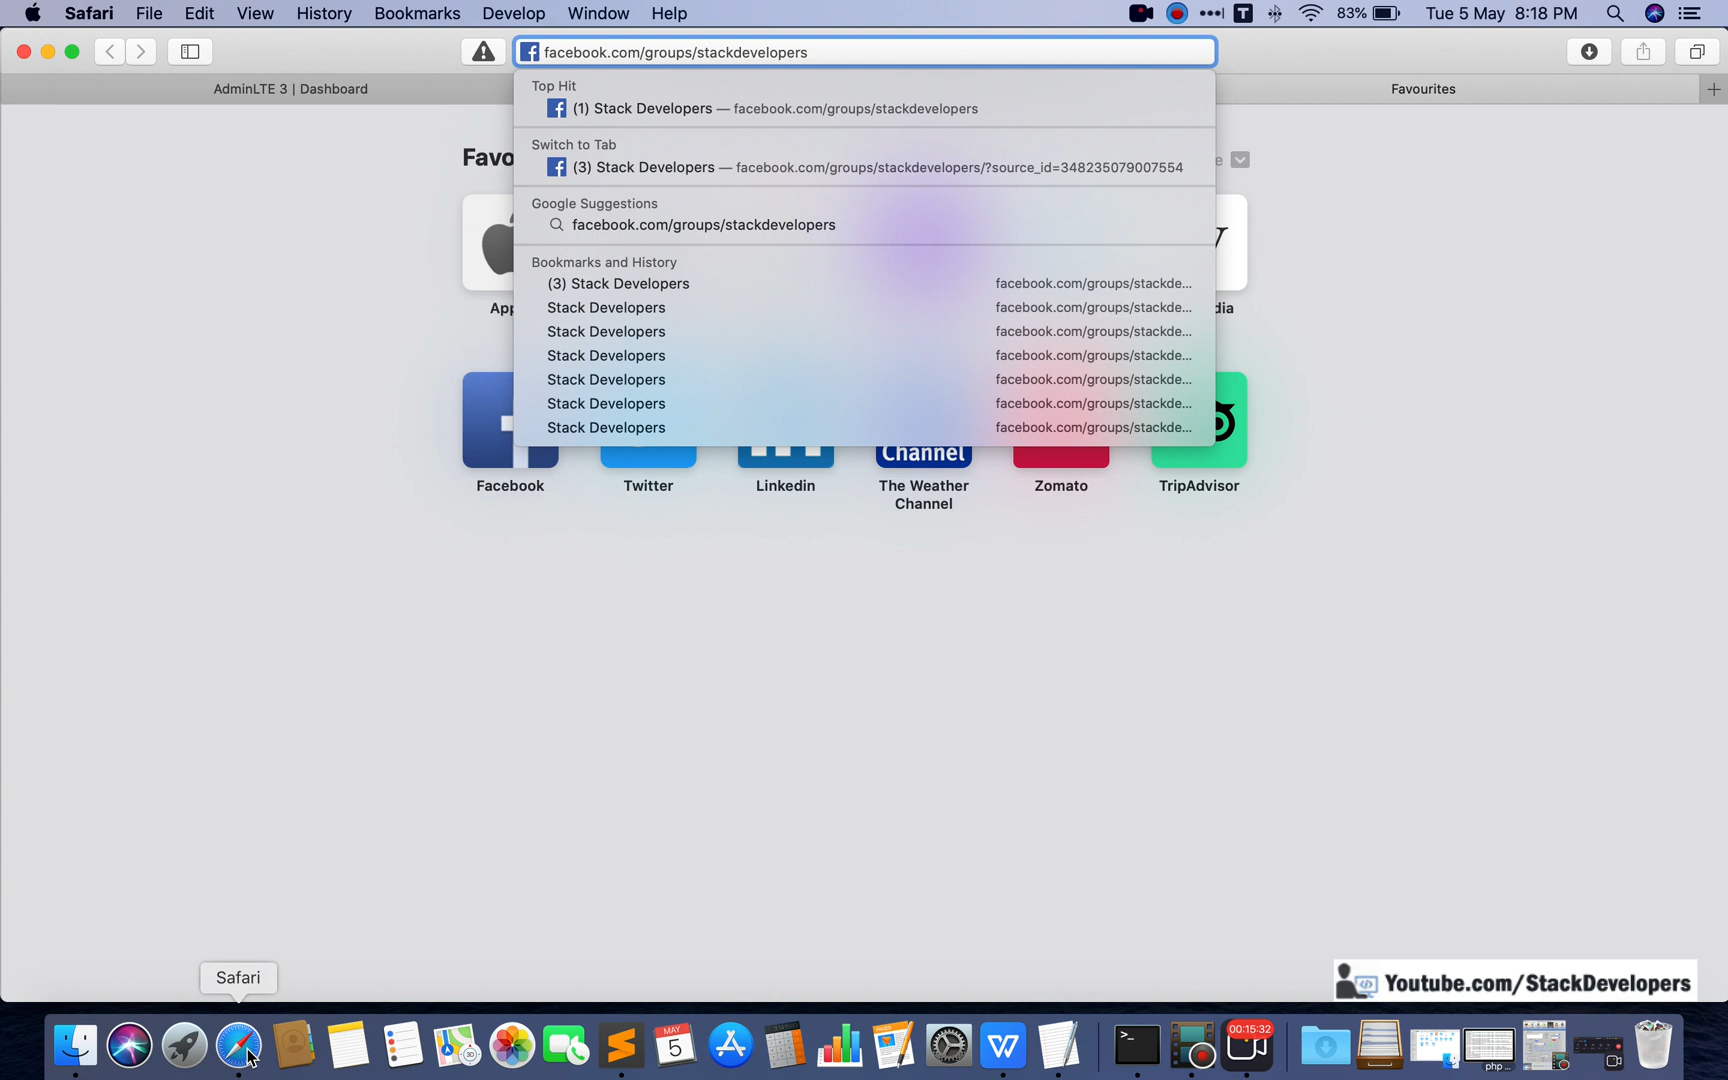 Safari File Edit View History Bookmarks Develop Window Help 83% Tue 5 May 8:18 PM
facebook.com/groups/stackdevelopers
AdminLTE 3 | Dashboard Favourites
Top Hit
(1) Stack Developers — facebook.com/groups/stackdevelopers
Switch to Tab
(3) Stack Developers — facebook.com/groups/stackdevelopers/?source_id=348235079007554
Google Suggestions
facebook.com/groups/stackdevelopers
Bookmarks and History
(3) Stack Developers facebook.com/groups/stackde...
Stack Developers facebook.com/groups/stackde...
Stack Developers facebook.com/groups/stackde...
Stack Developers facebook.com/groups/stackde...
Stack Developers facebook.com/groups/stackde...
Stack Developers facebook.com/groups/stackde...
Stack Developers facebook.com/groups/stackde...
Favo
e
App
dia
Channel
Facebook Twitter Linkedin The Weather Channel Zomato TripAdvisor
Safari
Youtube.com/StackDevelopers
MAY
5
3D
00:15:32
php ...